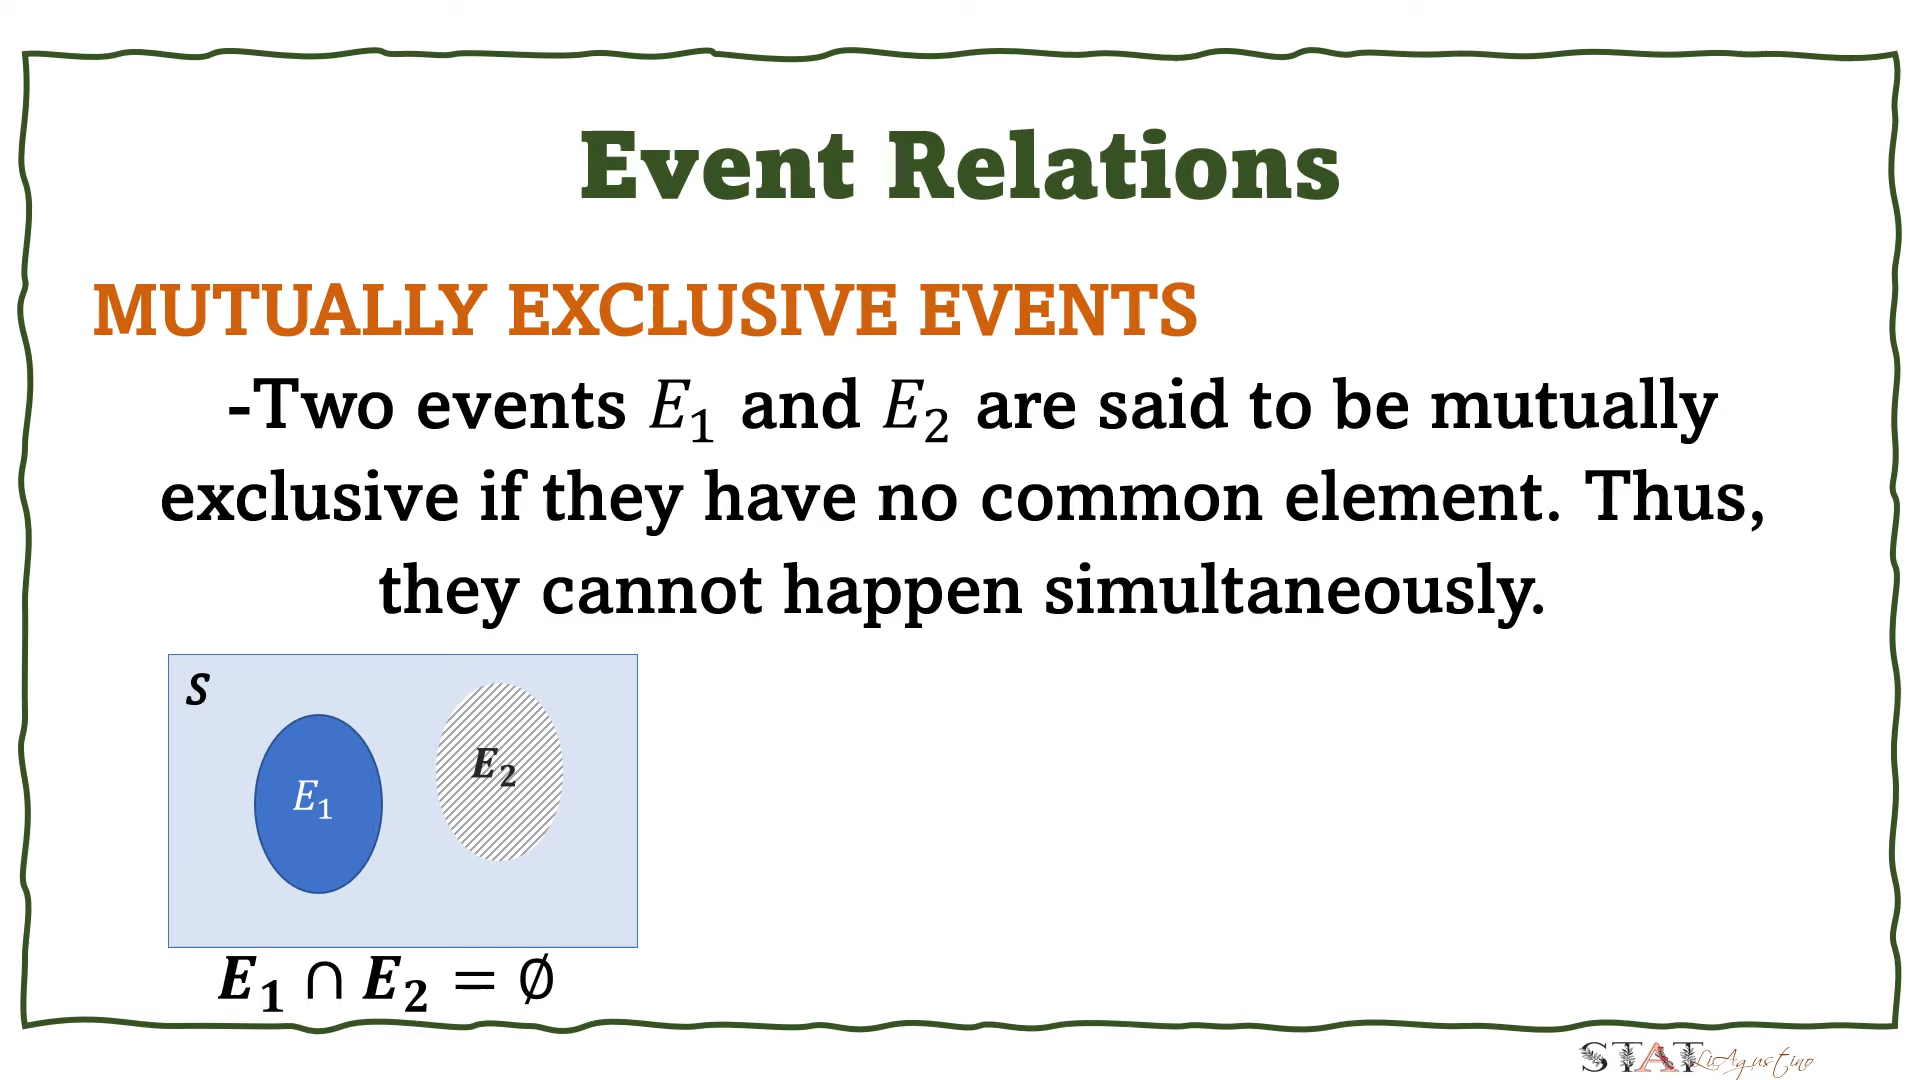 Event Relations
MUTUALLY EXCLUSIVE EVENTS
-Two events E₁ and E₂ are said to be mutually
exclusive if they have no common element. Thus,
they cannot happen simultaneously.
S
E₁
E₂
E₁ ∩ E₂ = ∅
STAT LiAgustino